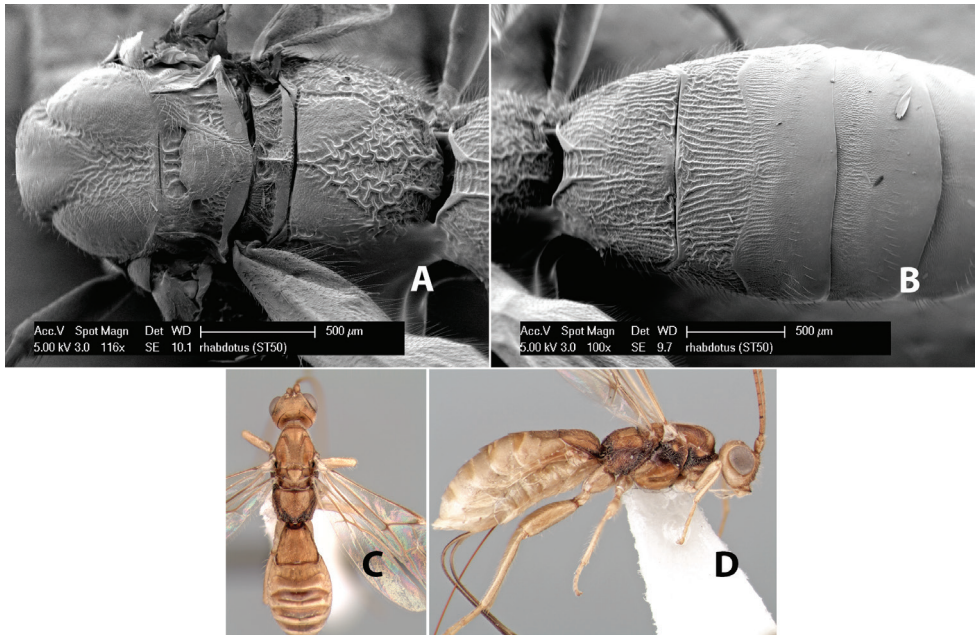 A
Acc.V Spot Magn Det WD 500 µm
5.00 kV 3.0 116x SE 10.1 rhabdotus (ST50)
B
Acc.V Spot Magn Det WD 500 µm
5.00 kV 3.0 100x SE 9.7 rhabdotus (ST50)
C
D